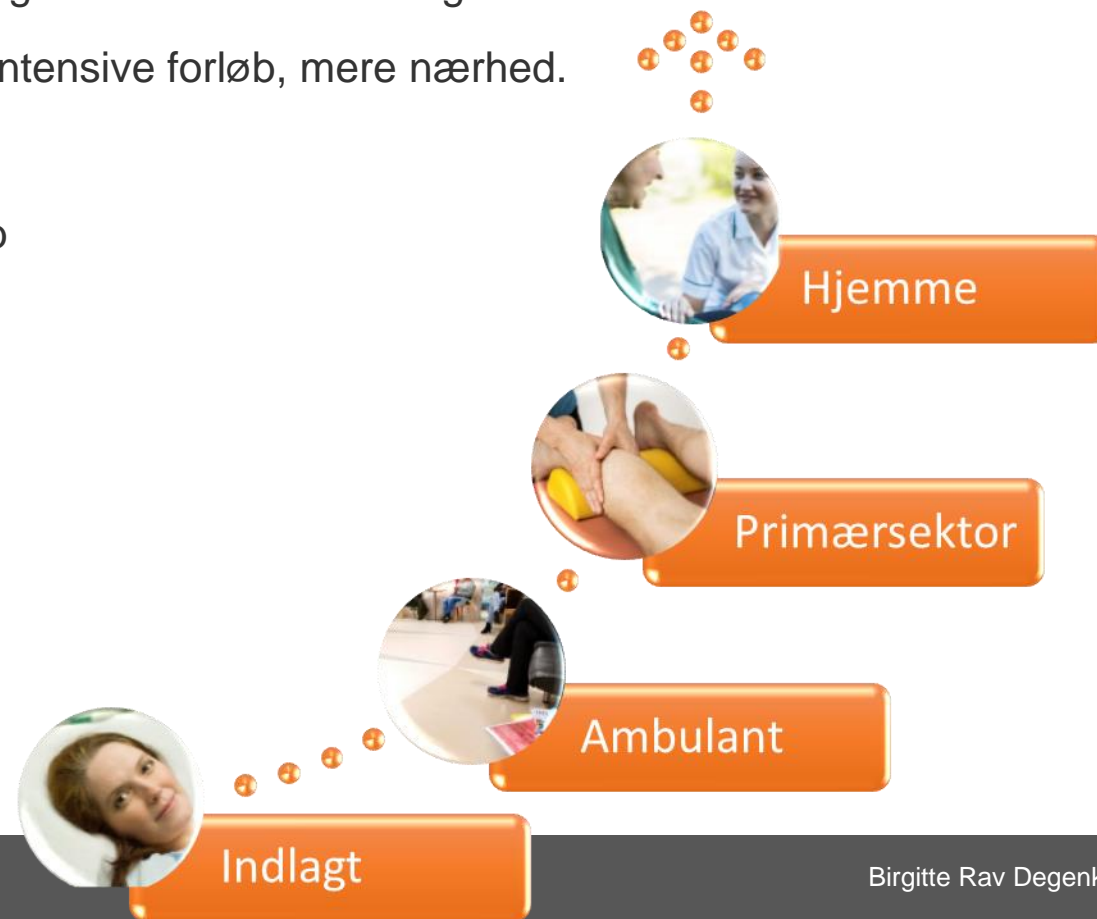 ntensive forløb, mere nærhed.
Hjemme
Primærsektor
Ambulant
Indlagt
Birgitte Rav Degenk